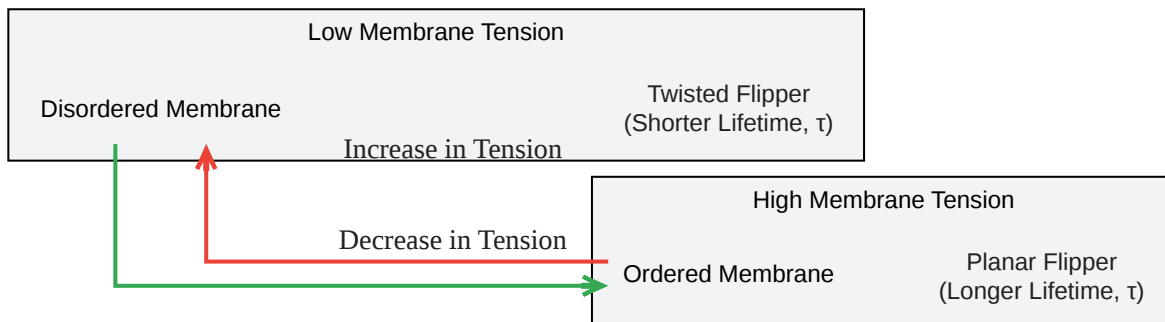 Low Membrane Tension
Disordered Membrane
Twisted Flipper
(Shorter Lifetime, τ)
Increase in Tension
High Membrane Tension
Decrease in Tension
Ordered Membrane
Planar Flipper
(Longer Lifetime, τ)